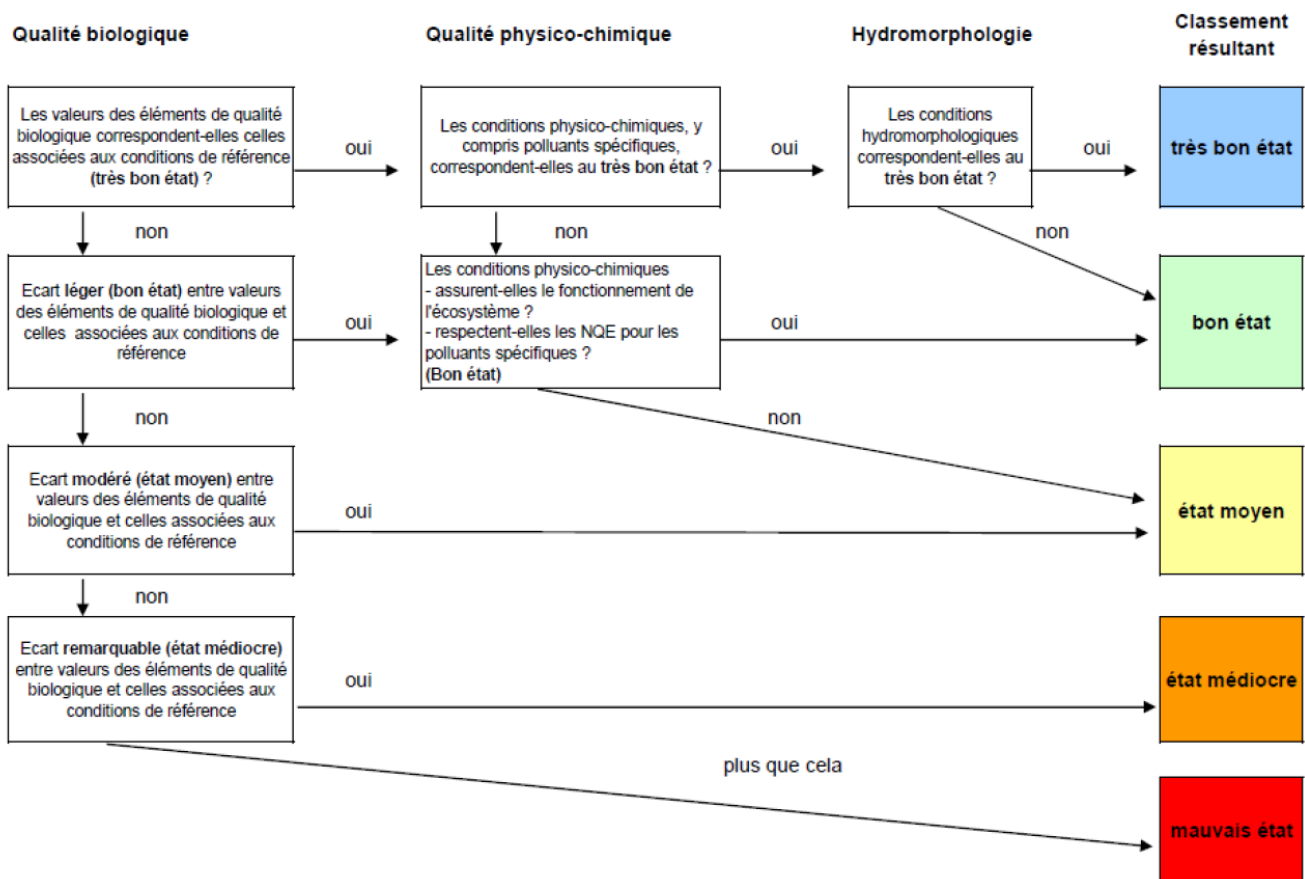 Qualité biologique
Qualité physico-chimique
Hydromorphologie
Classement
résultant
Les valeurs des éléments de qualité
biologique correspondent-elles celles
associées aux conditions de référence
(très bon état) ?
oui
Les conditions physico-chimiques, y
compris polluants spécifiques,
correspondent-elles au très bon état ?
oui
Les conditions
hydromorphologiques
correspondent-elles au
très bon état ?
oui
très bon état
non
non
non
Ecart léger (bon état) entre valeurs
des éléments de qualité biologique et
celles associées aux conditions de
référence
oui
Les conditions physico-chimiques
- assurent-elles le fonctionnement de
l'écosystème ?
- respectent-elles les NQE pour les
polluants spécifiques ?
(Bon état)
oui
bon état
non
non
Ecart modéré (état moyen) entre
valeurs des éléments de qualité
biologique et celles associées aux
conditions de référence
oui
état moyen
non
Ecart remarquable (état médiocre)
entre valeurs des éléments de qualité
biologique et celles associées aux
conditions de référence
oui
état médiocre
plus que cela
mauvais état